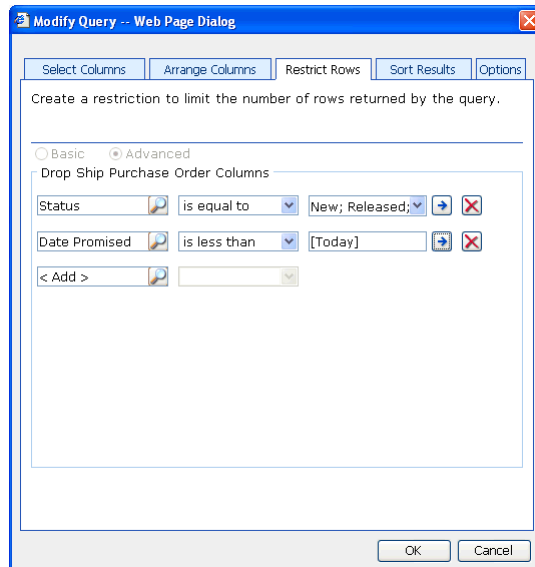 Modify Query -- Web Page Dialog
Select Columns Arrange Columns Restrict Rows Sort Results Options
Create a restriction to limit the number of rows returned by the query.
Basic Advanced
Drop Ship Purchase Order Columns
Status is equal to New; Released;
Date Promised is less than [Today]
< Add >
OK Cancel